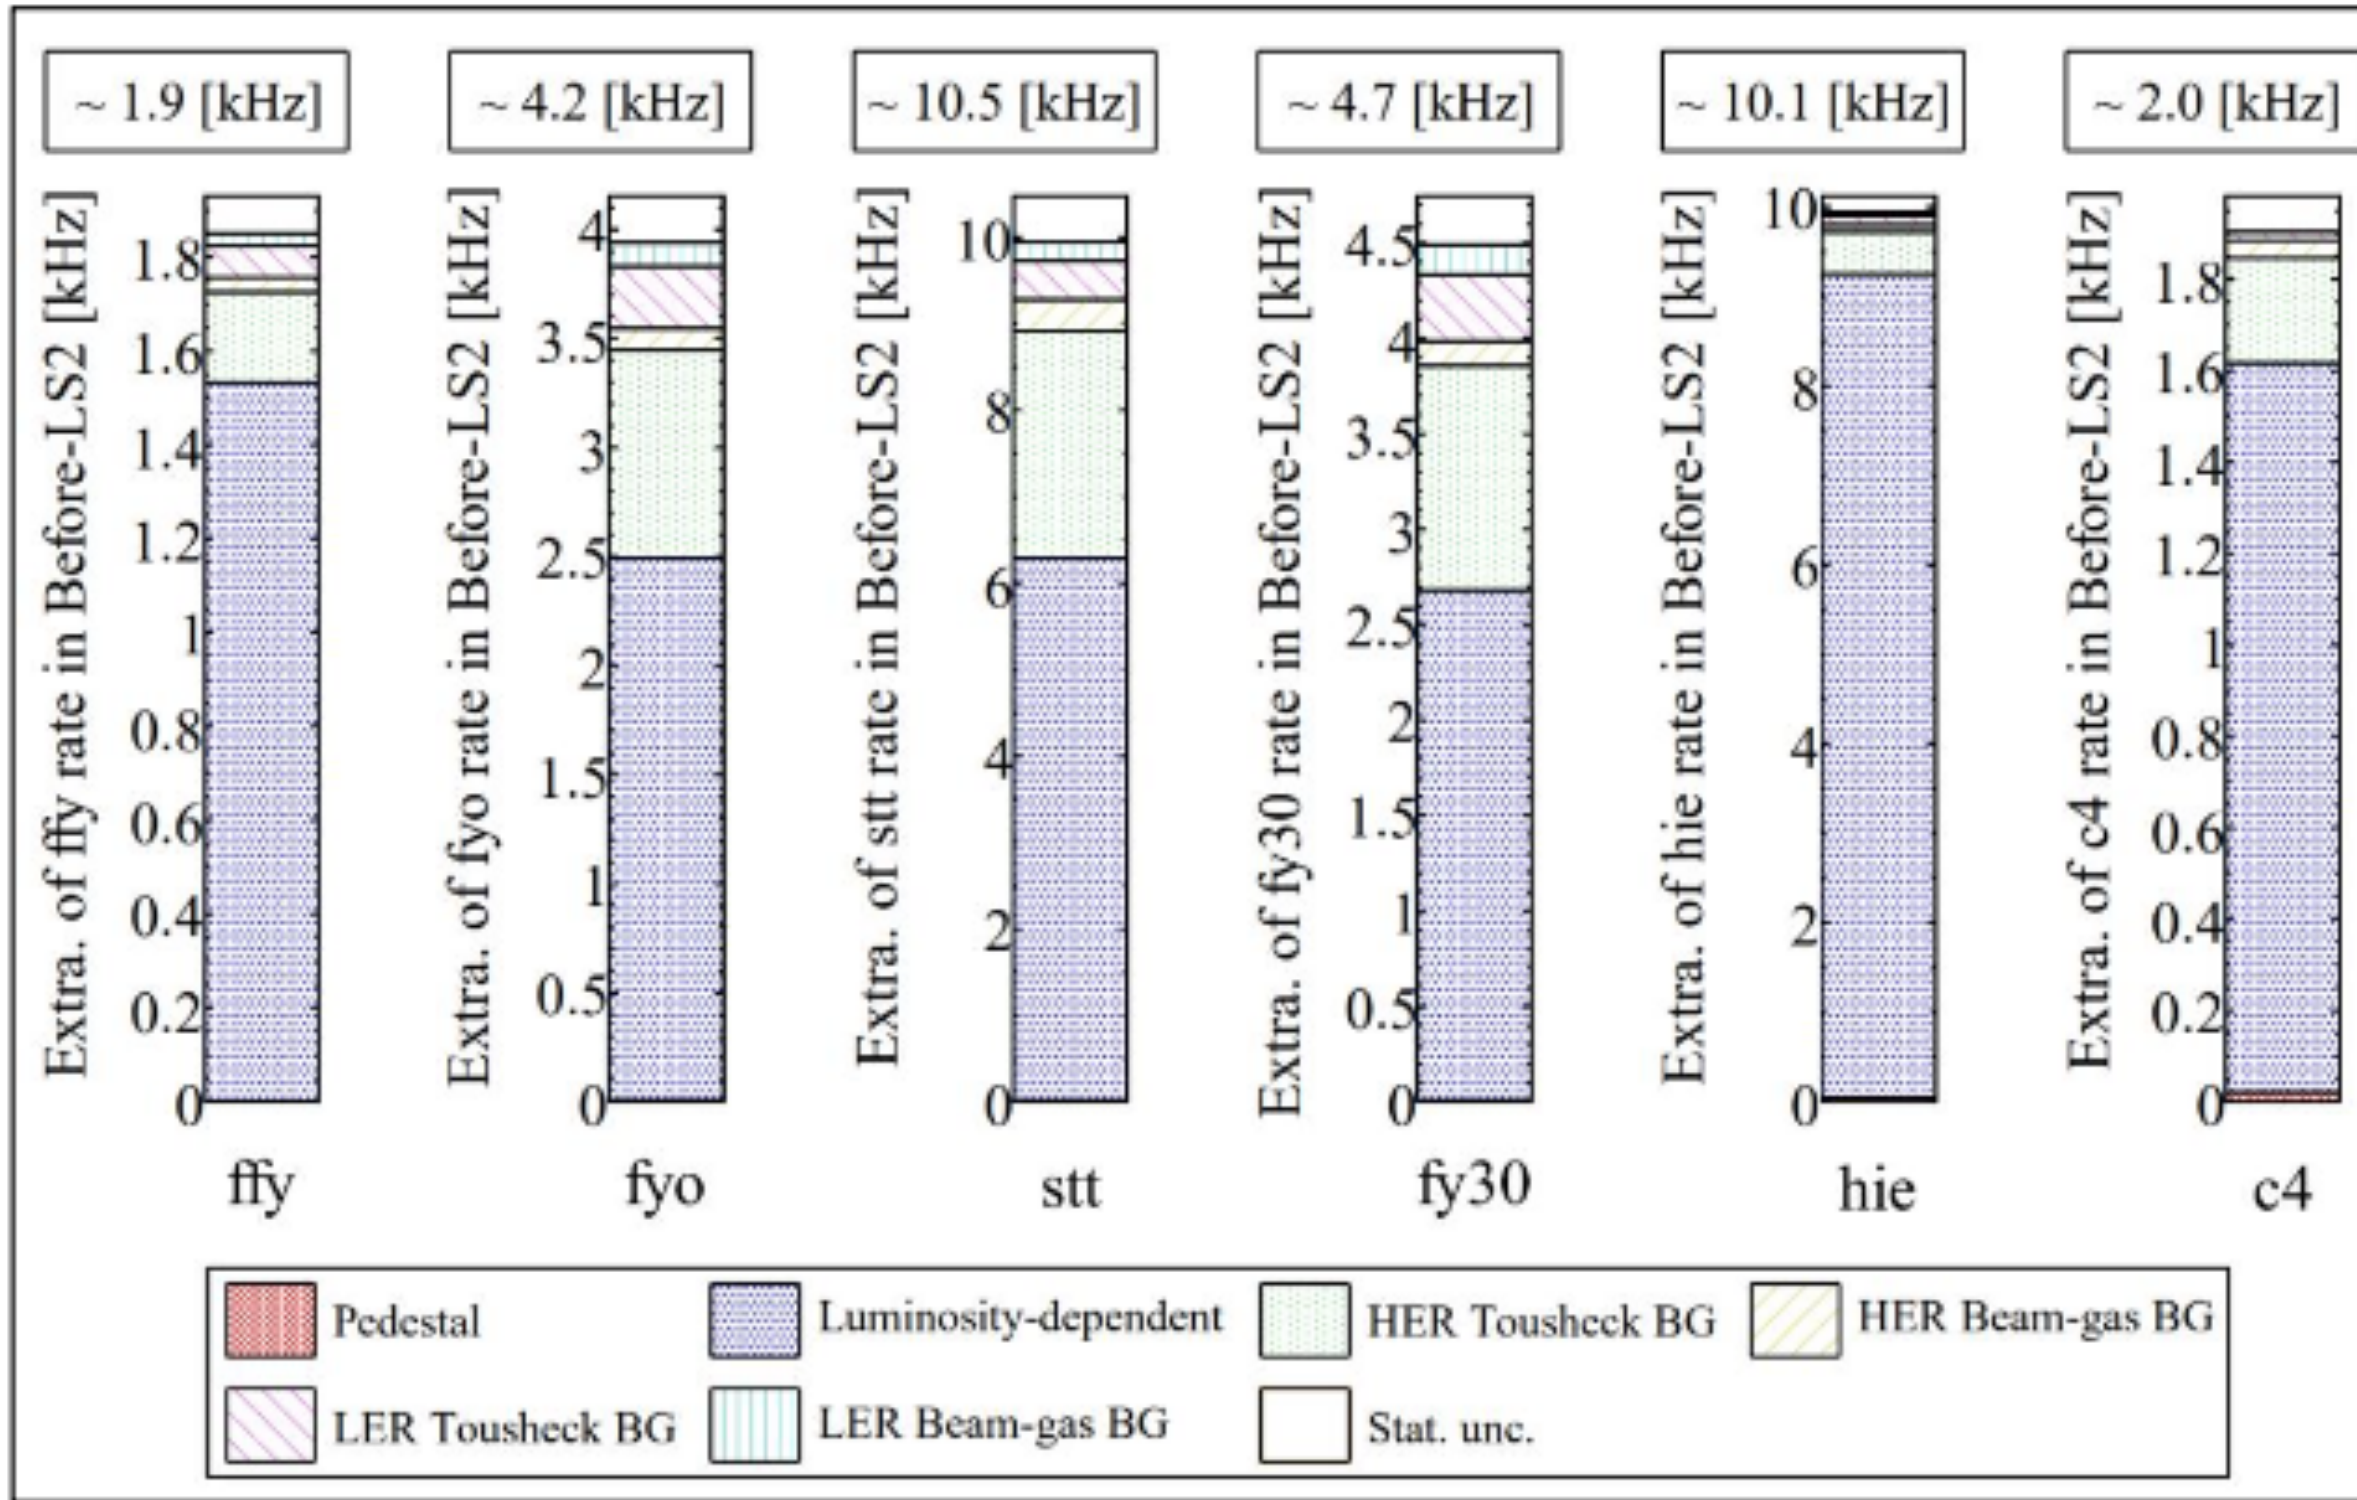 ~ 1.9 [kHz]
~ 4.2 [kHz]
~ 10.5 [kHz]
~ 4.7 [kHz]
~ 10.1 [kHz]
~ 2.0 [kHz]
Extra. of ffy rate in Before-LS2 [kHz]
1.8
1.6
1.4
1.2
1
0.8
0.6
0.4
0.2
0
ffy
Extra. of fyo rate in Before-LS2 [kHz]
4
3.5
3
2.5
2
1.5
1
0.5
0
fyo
Extra. of stt rate in Before-LS2 [kHz]
10
8
6
4
2
0
stt
Extra. of fy30 rate in Before-LS2 [kHz]
4.5
4
3.5
3
2.5
2
1.5
1
0.5
0
fy30
Extra. of hie rate in Before-LS2 [kHz]
10
8
6
4
2
0
hie
Extra. of c4 rate in Before-LS2 [kHz]
1.8
1.6
1.4
1.2
1
0.8
0.6
0.4
0.2
0
c4
Pedestal
Luminosity-dependent
HER Tousheck BG
HER Beam-gas BG
LER Tousheck BG
LER Beam-gas BG
Stat. unc.